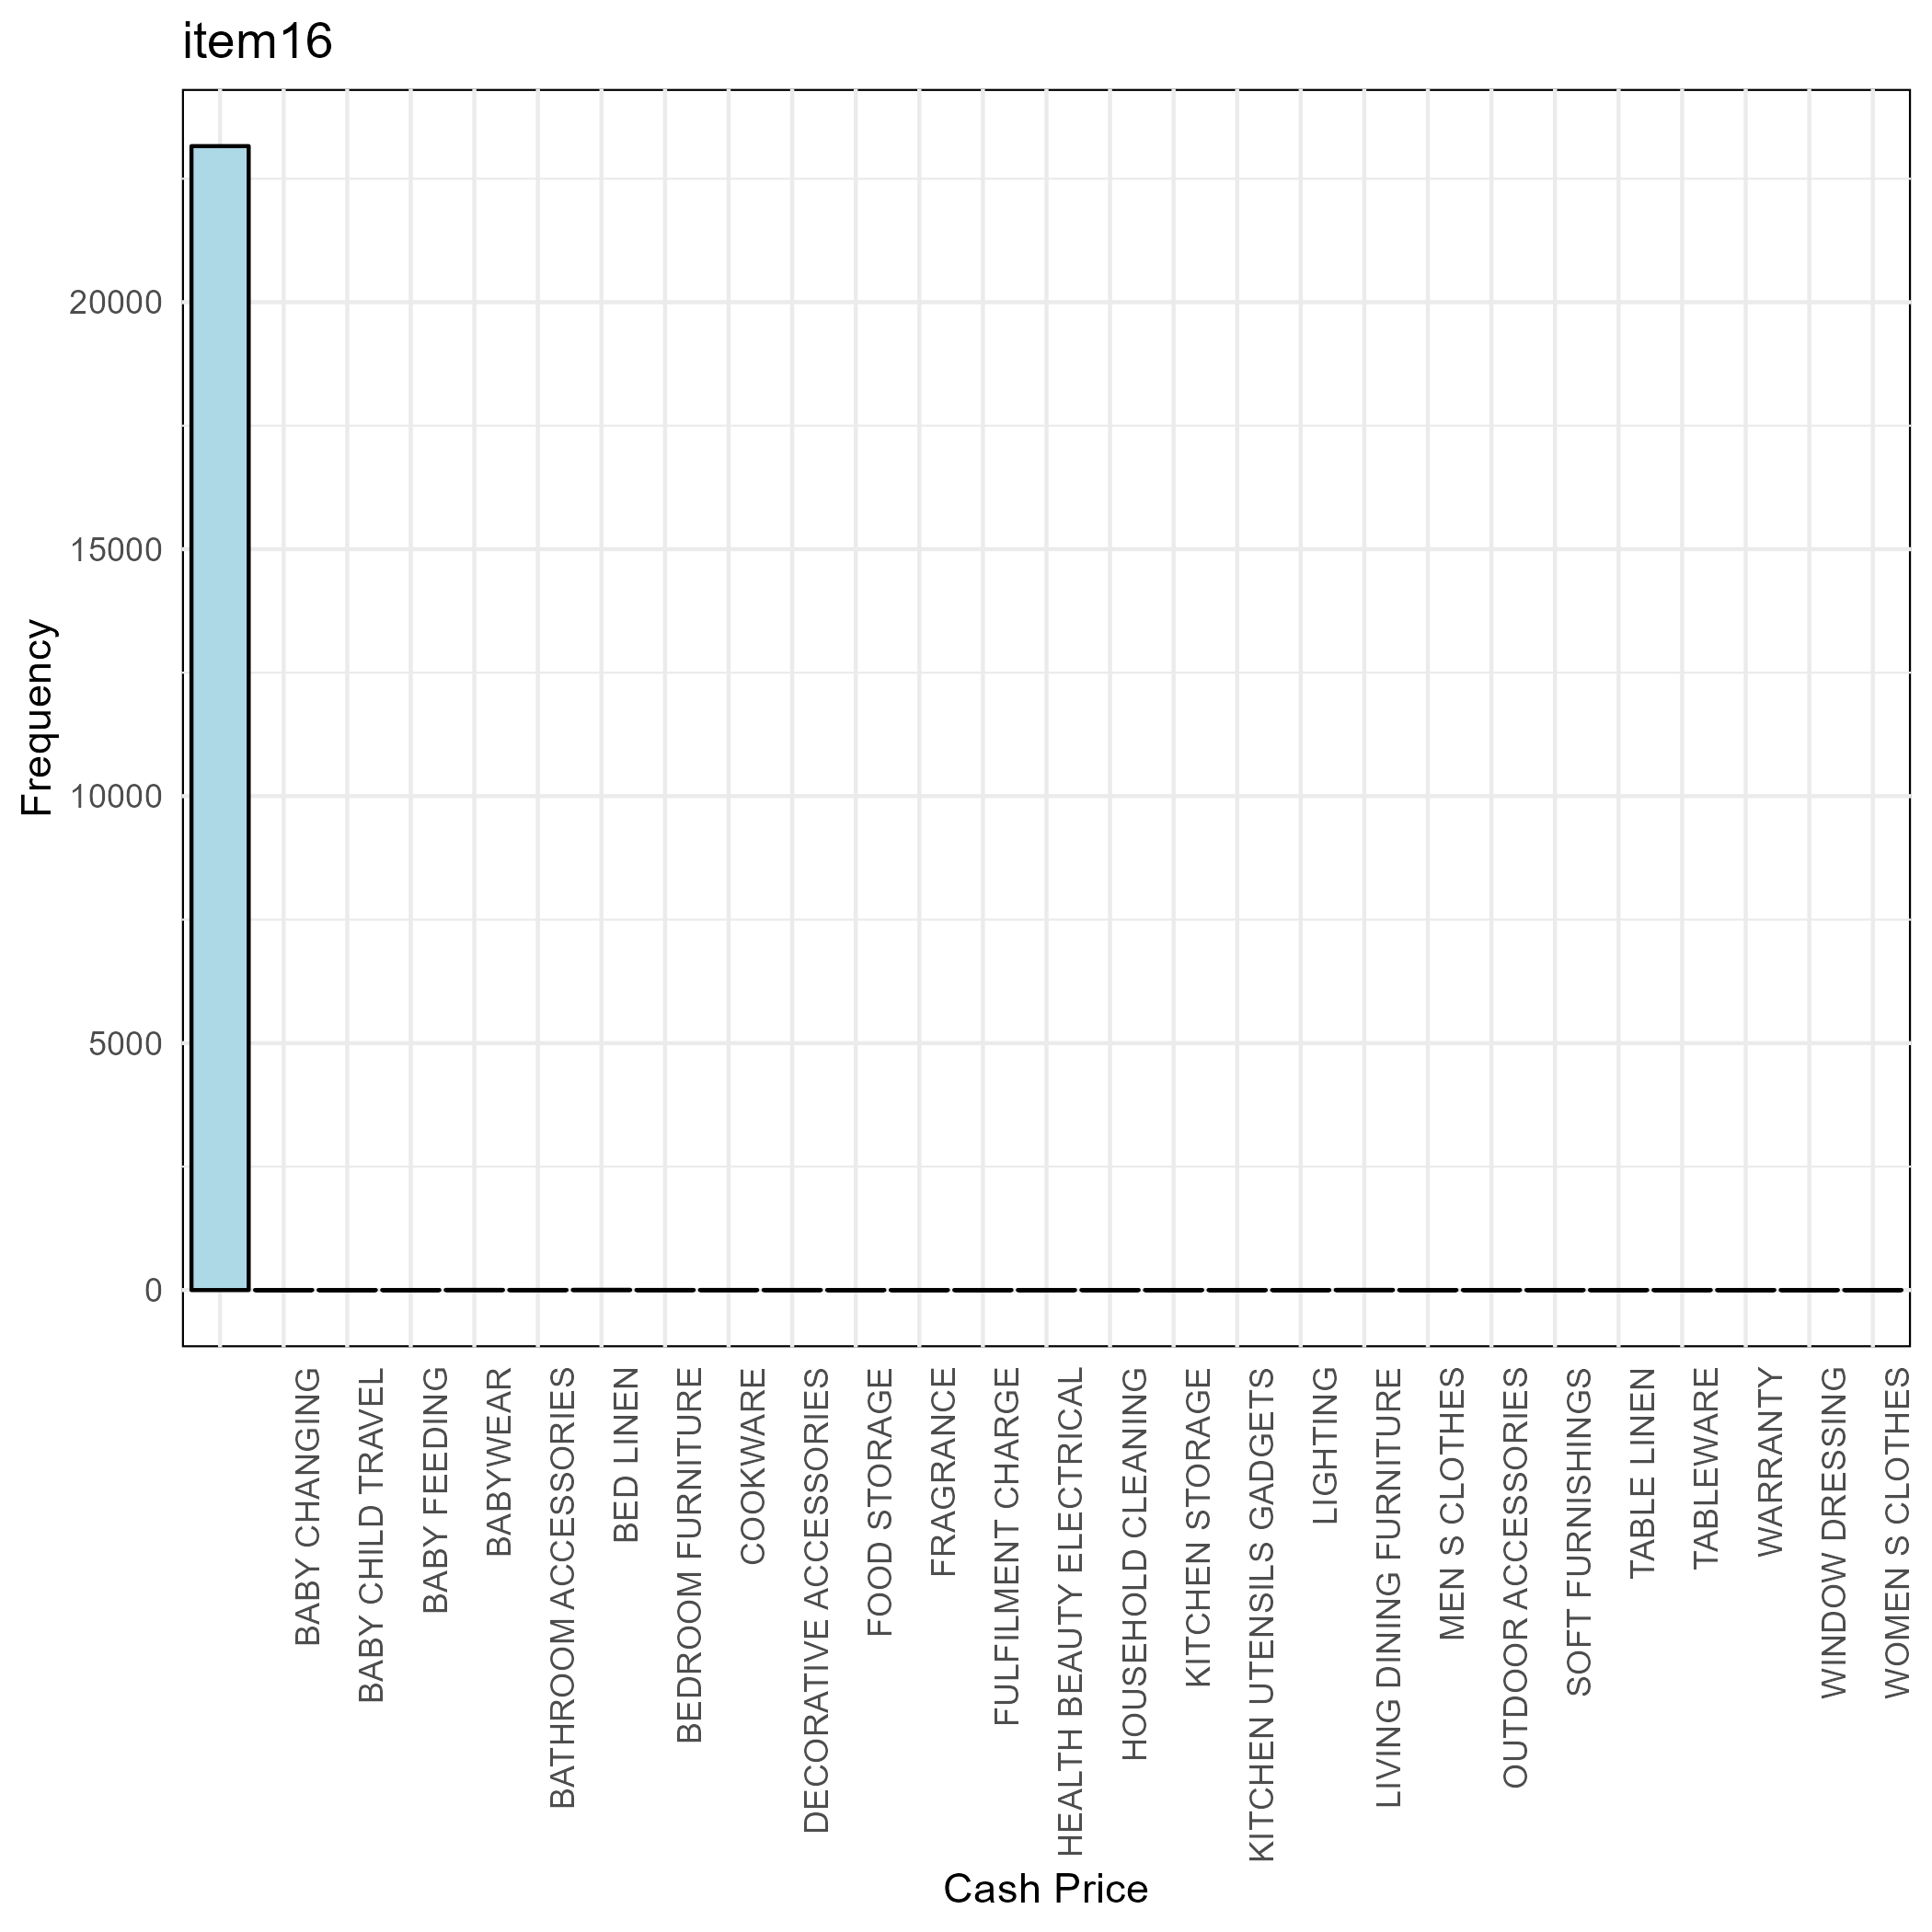 item16
Frequency
20000
15000
10000
5000
0
BABY CHANGING
BABY CHILD TRAVEL
BABY FEEDING
BABYWEAR
BATHROOM ACCESSORIES
BED LINEN
BEDROOM FURNITURE
COOKWARE
DECORATIVE ACCESSORIES
FOOD STORAGE
FRAGRANCE
FULFILMENT CHARGE
HEALTH BEAUTY ELECTRICAL
HOUSEHOLD CLEANING
KITCHEN STORAGE
KITCHEN UTENSILS GADGETS
LIGHTING
LIVING DINING FURNITURE
MEN S CLOTHES
OUTDOOR ACCESSORIES
SOFT FURNISHINGS
TABLE LINEN
TABLEWARE
WARRANTY
WINDOW DRESSING
WOMEN S CLOTHES
Cash Price